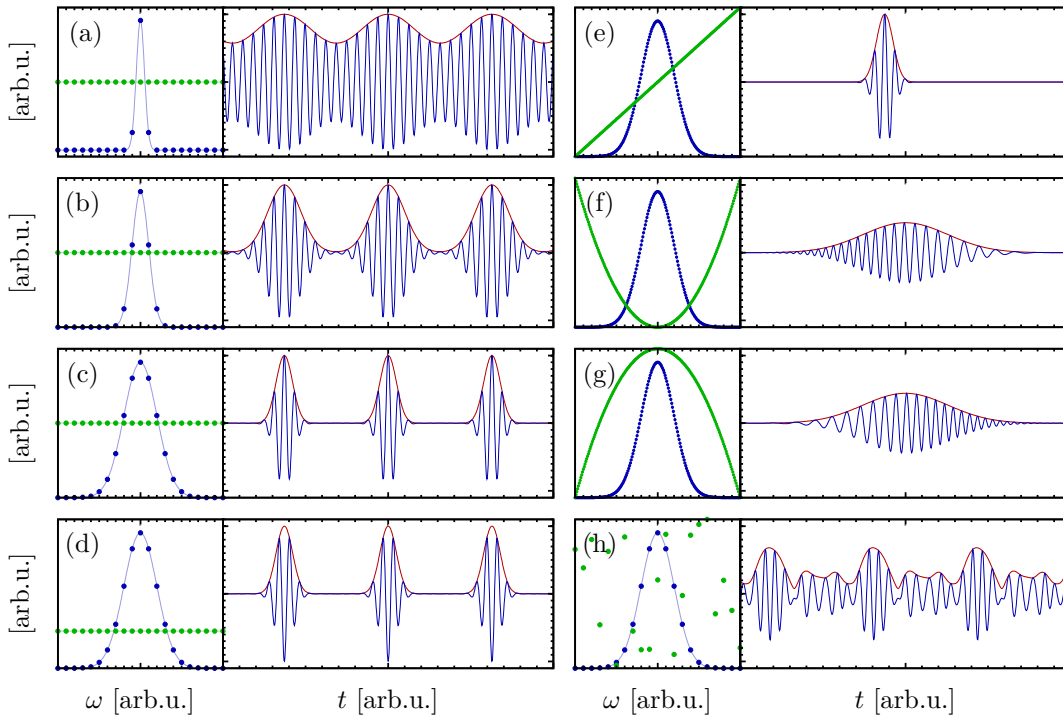 (a)
(e)
[arb.u.]
(b)
(f)
[arb.u.]
(c)
(g)
[arb.u.]
(d)
(h)
[arb.u.]
ω [arb.u.]
t [arb.u.]
ω [arb.u.]
t [arb.u.]